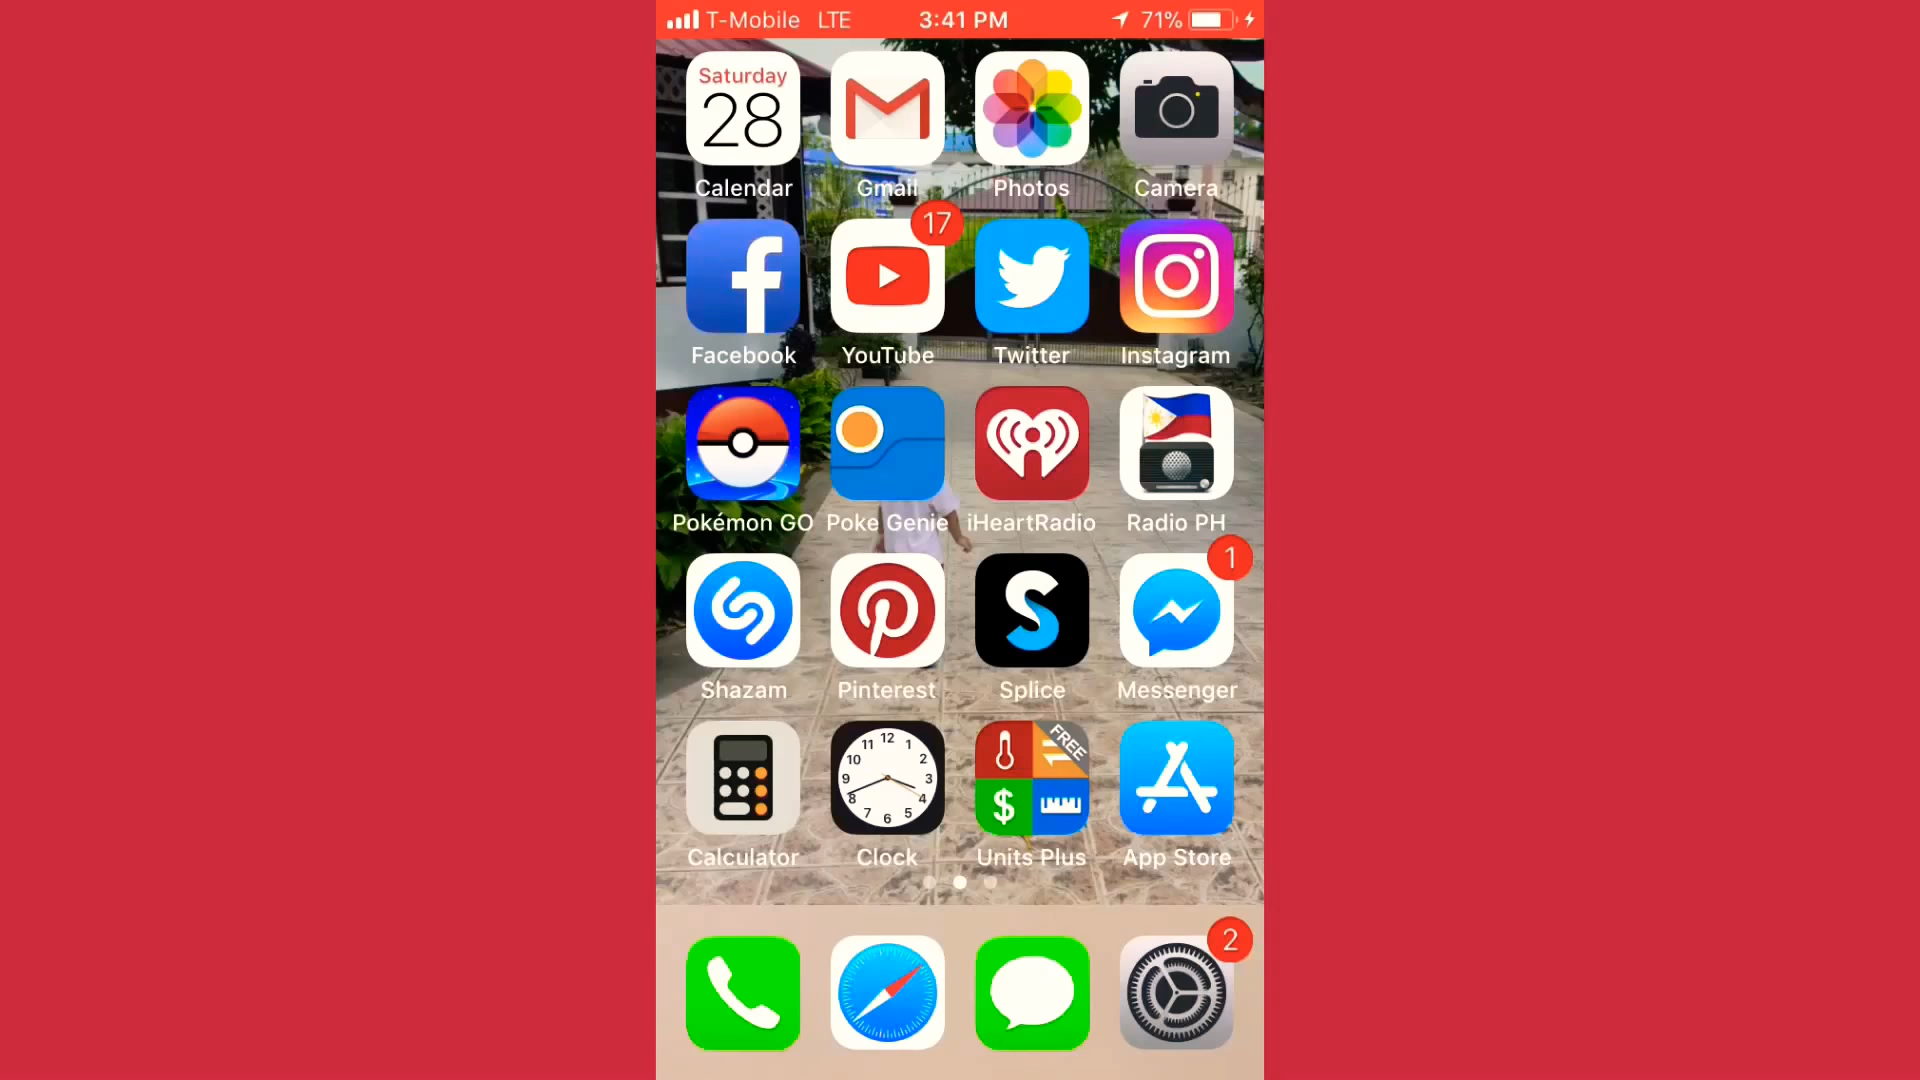 T-Mobile LTE 3:41 PM 71%
Saturday
28
Calendar Gmail Photos Camera
17
Facebook YouTube Twitter Instagram
Pokémon GO Poke Genie iHeartRadio Radio PH
1
Shazam Pinterest Splice Messenger
12
11 1
10 2
9 3
8 4
7 5
6
FREE
$
Calculator Clock Units Plus App Store
2